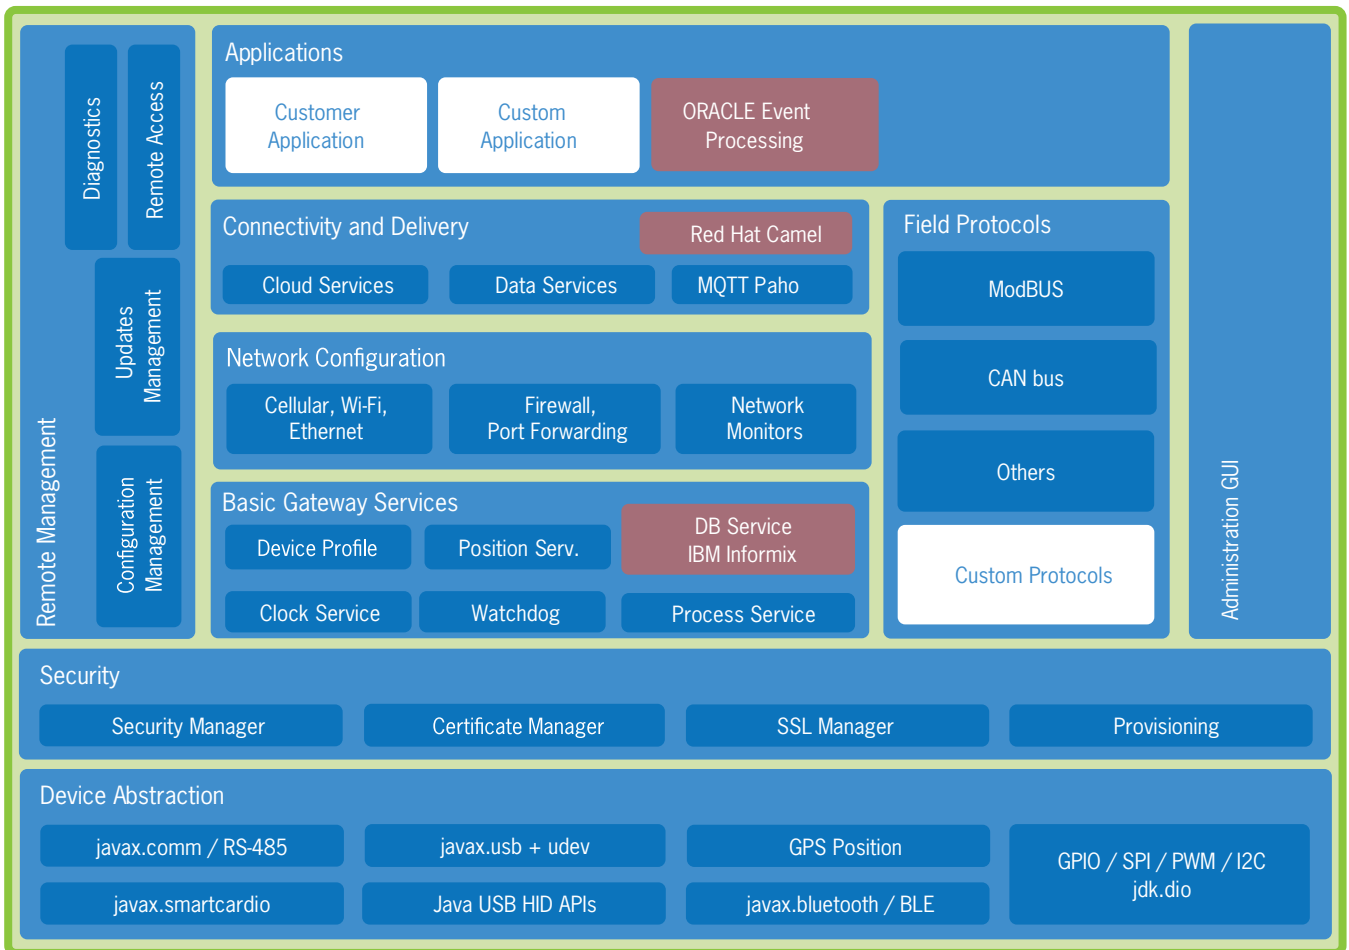 Remote Management
Diagnostics
Remote Access
Updates
Management
Configuration
Management
Applications
Customer
Application
Custom
Application
ORACLE Event
Processing
Connectivity and Delivery
Red Hat Camel
Cloud Services
Data Services
MQTT Paho
Network Configuration
Cellular, Wi-Fi,
Ethernet
Firewall,
Port Forwarding
Network
Monitors
Basic Gateway Services
Device Profile
Position Serv.
DB Service
IBM Informix
Clock Service
Watchdog
Process Service
Field Protocols
ModBUS
CAN bus
Others
Custom Protocols
Administration GUI
Security
Security Manager
Certificate Manager
SSL Manager
Provisioning
Device Abstraction
javax.comm / RS-485
javax.usb + udev
GPS Position
GPIO / SPI / PWM / I2C
jdk.dio
javax.smartcardio
Java USB HID APIs
javax.bluetooth / BLE